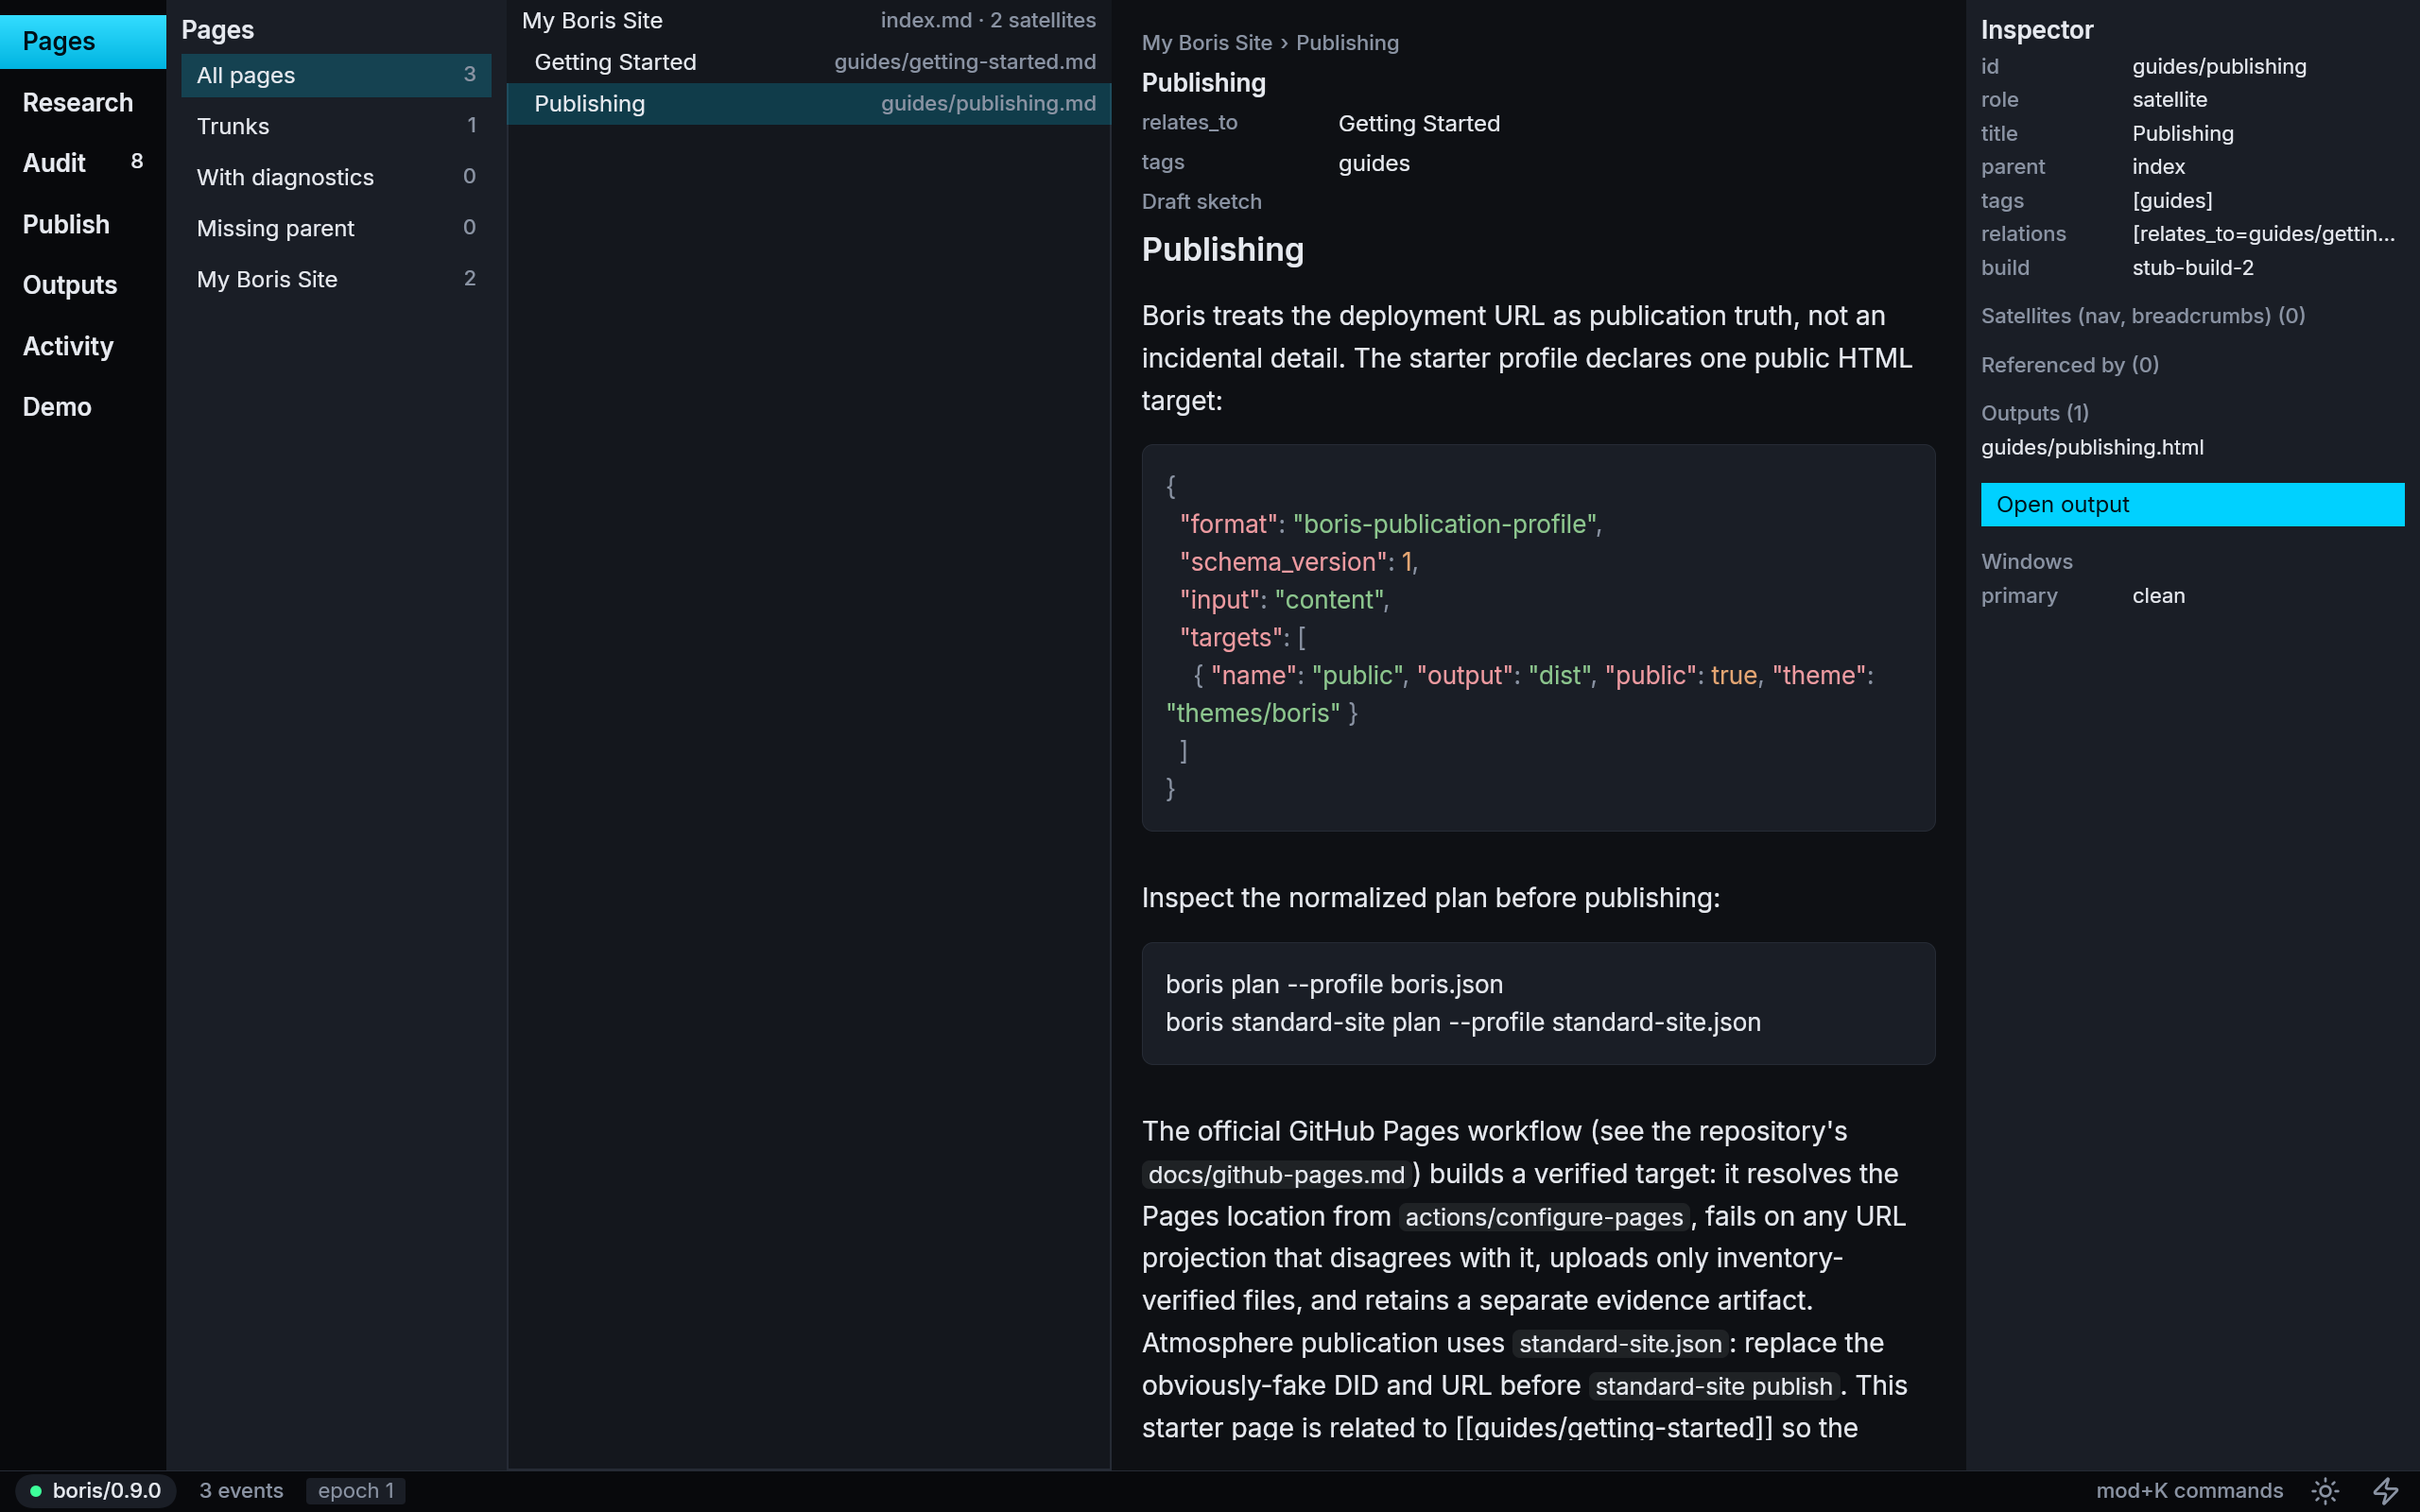 Pages
Research
Audit 8
Publish
Outputs
Activity
Demo
Pages
All pages 3
Trunks 1
With diagnostics 0
Missing parent 0
My Boris Site 2
My Boris Site index.md · 2 satellites
Getting Started guides/getting-started.md
Publishing guides/publishing.md
My Boris Site › Publishing
Publishing
relates_to Getting Started
tags guides
Draft sketch
Publishing
Boris treats the deployment URL as publication truth, not an
incidental detail. The starter profile declares one public HTML
target:
{
"format": "boris-publication-profile",
"schema_version": 1,
"input": "content",
"targets": [
{ "name": "public", "output": "dist", "public": true, "theme":
"themes/boris" }
]
}
Inspect the normalized plan before publishing:
boris plan --profile boris.json
boris standard-site plan --profile standard-site.json
The official GitHub Pages workflow (see the repository's
docs/github-pages.md) builds a verified target: it resolves the
Pages location from actions/configure-pages, fails on any URL
projection that disagrees with it, uploads only inventory-
verified files, and retains a separate evidence artifact.
Atmosphere publication uses standard-site.json: replace the
obviously-fake DID and URL before standard-site publish. This
starter page is related to [[guides/getting-started]] so the
Inspector
id guides/publishing
role satellite
title Publishing
parent index
tags [guides]
relations [relates_to=guides/gettin...
build stub-build-2
Satellites (nav, breadcrumbs) (0)
Referenced by (0)
Outputs (1)
guides/publishing.html
Open output
Windows
primary clean
boris/0.9.0 3 events epoch 1 mod+K commands